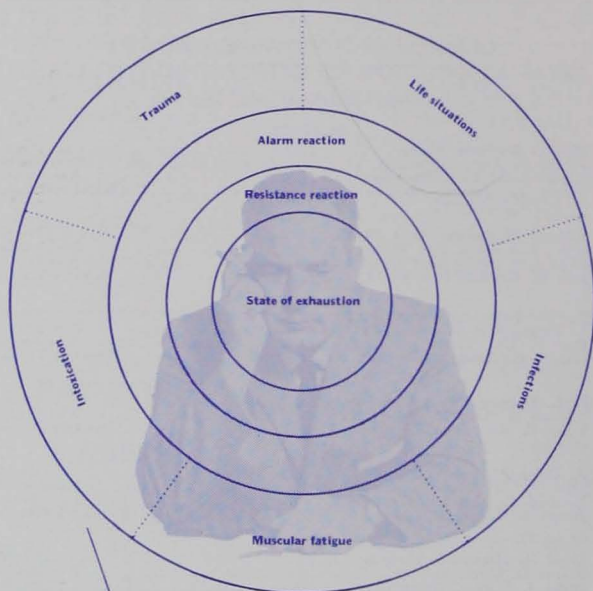 Trauma
Life situations
Alarm reaction
Resistance reaction
State of exhaustion
Intoxication
Infections
Muscular fatigue